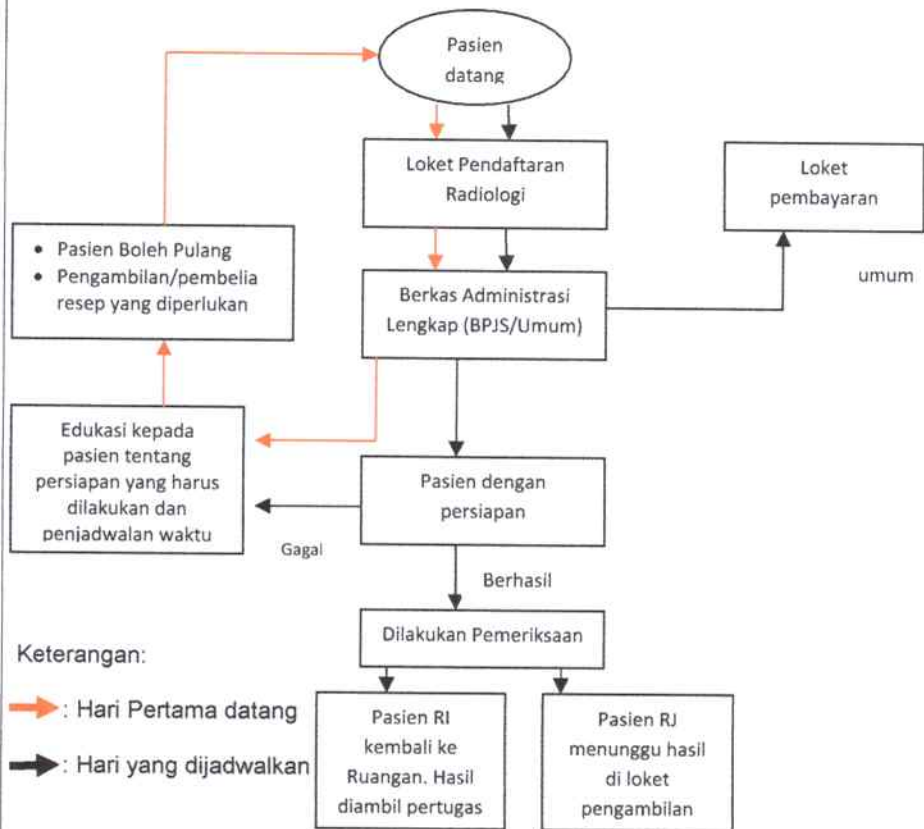 Pasien
datang
Loket Pendaftaran
Radiologi
Loket
pembayaran
• Pasien Boleh Pulang
• Pengambilan/pembelia
resep yang diperlukan
umum
Berkas Administrasi
Lengkap (BPJS/Umum)
Edukasi kepada
pasien tentang
persiapan yang harus
dilakukan dan
penjadwalan waktu
Pasien dengan
persiapan
Gagal
Berhasil
Dilakukan Pemeriksaan
Keterangan:
: Hari Pertama datang
: Hari yang dijadwalkan
Pasien RI
kembali ke
Ruangan. Hasil
diambil pertugas
Pasien RJ
menunggu hasil
di loket
pengambilan